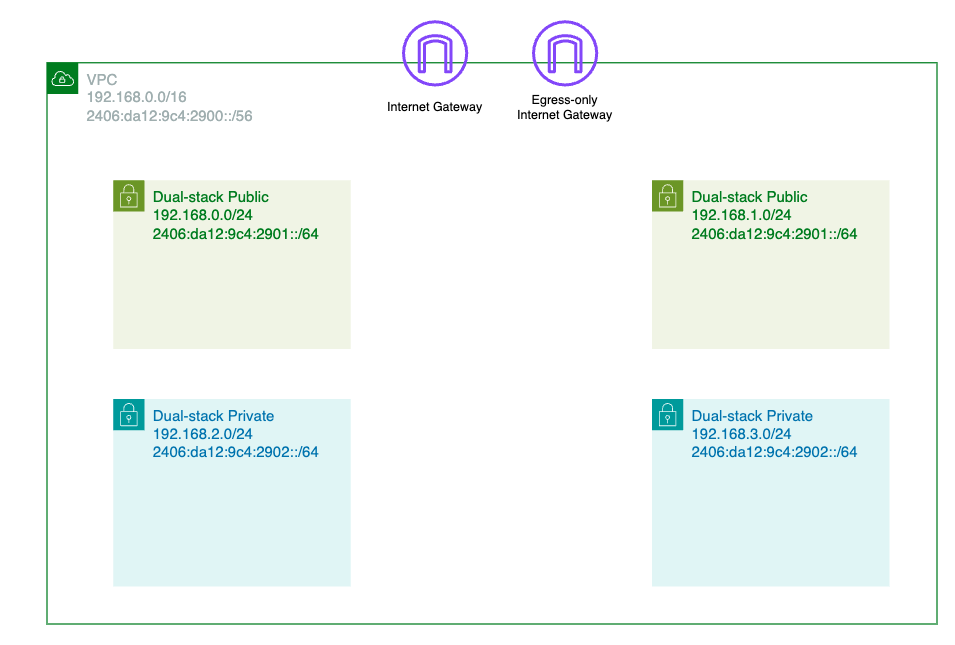 Internet Gateway
Egress-only
Internet Gateway
VPC
192.168.0.0/16
2406:da12:9c4:2900::/56
Dual-stack Public
192.168.0.0/24
2406:da12:9c4:2901::/64
Dual-stack Public
192.168.1.0/24
2406:da12:9c4:2901::/64
Dual-stack Private
192.168.2.0/24
2406:da12:9c4:2902::/64
Dual-stack Private
192.168.3.0/24
2406:da12:9c4:2902::/64